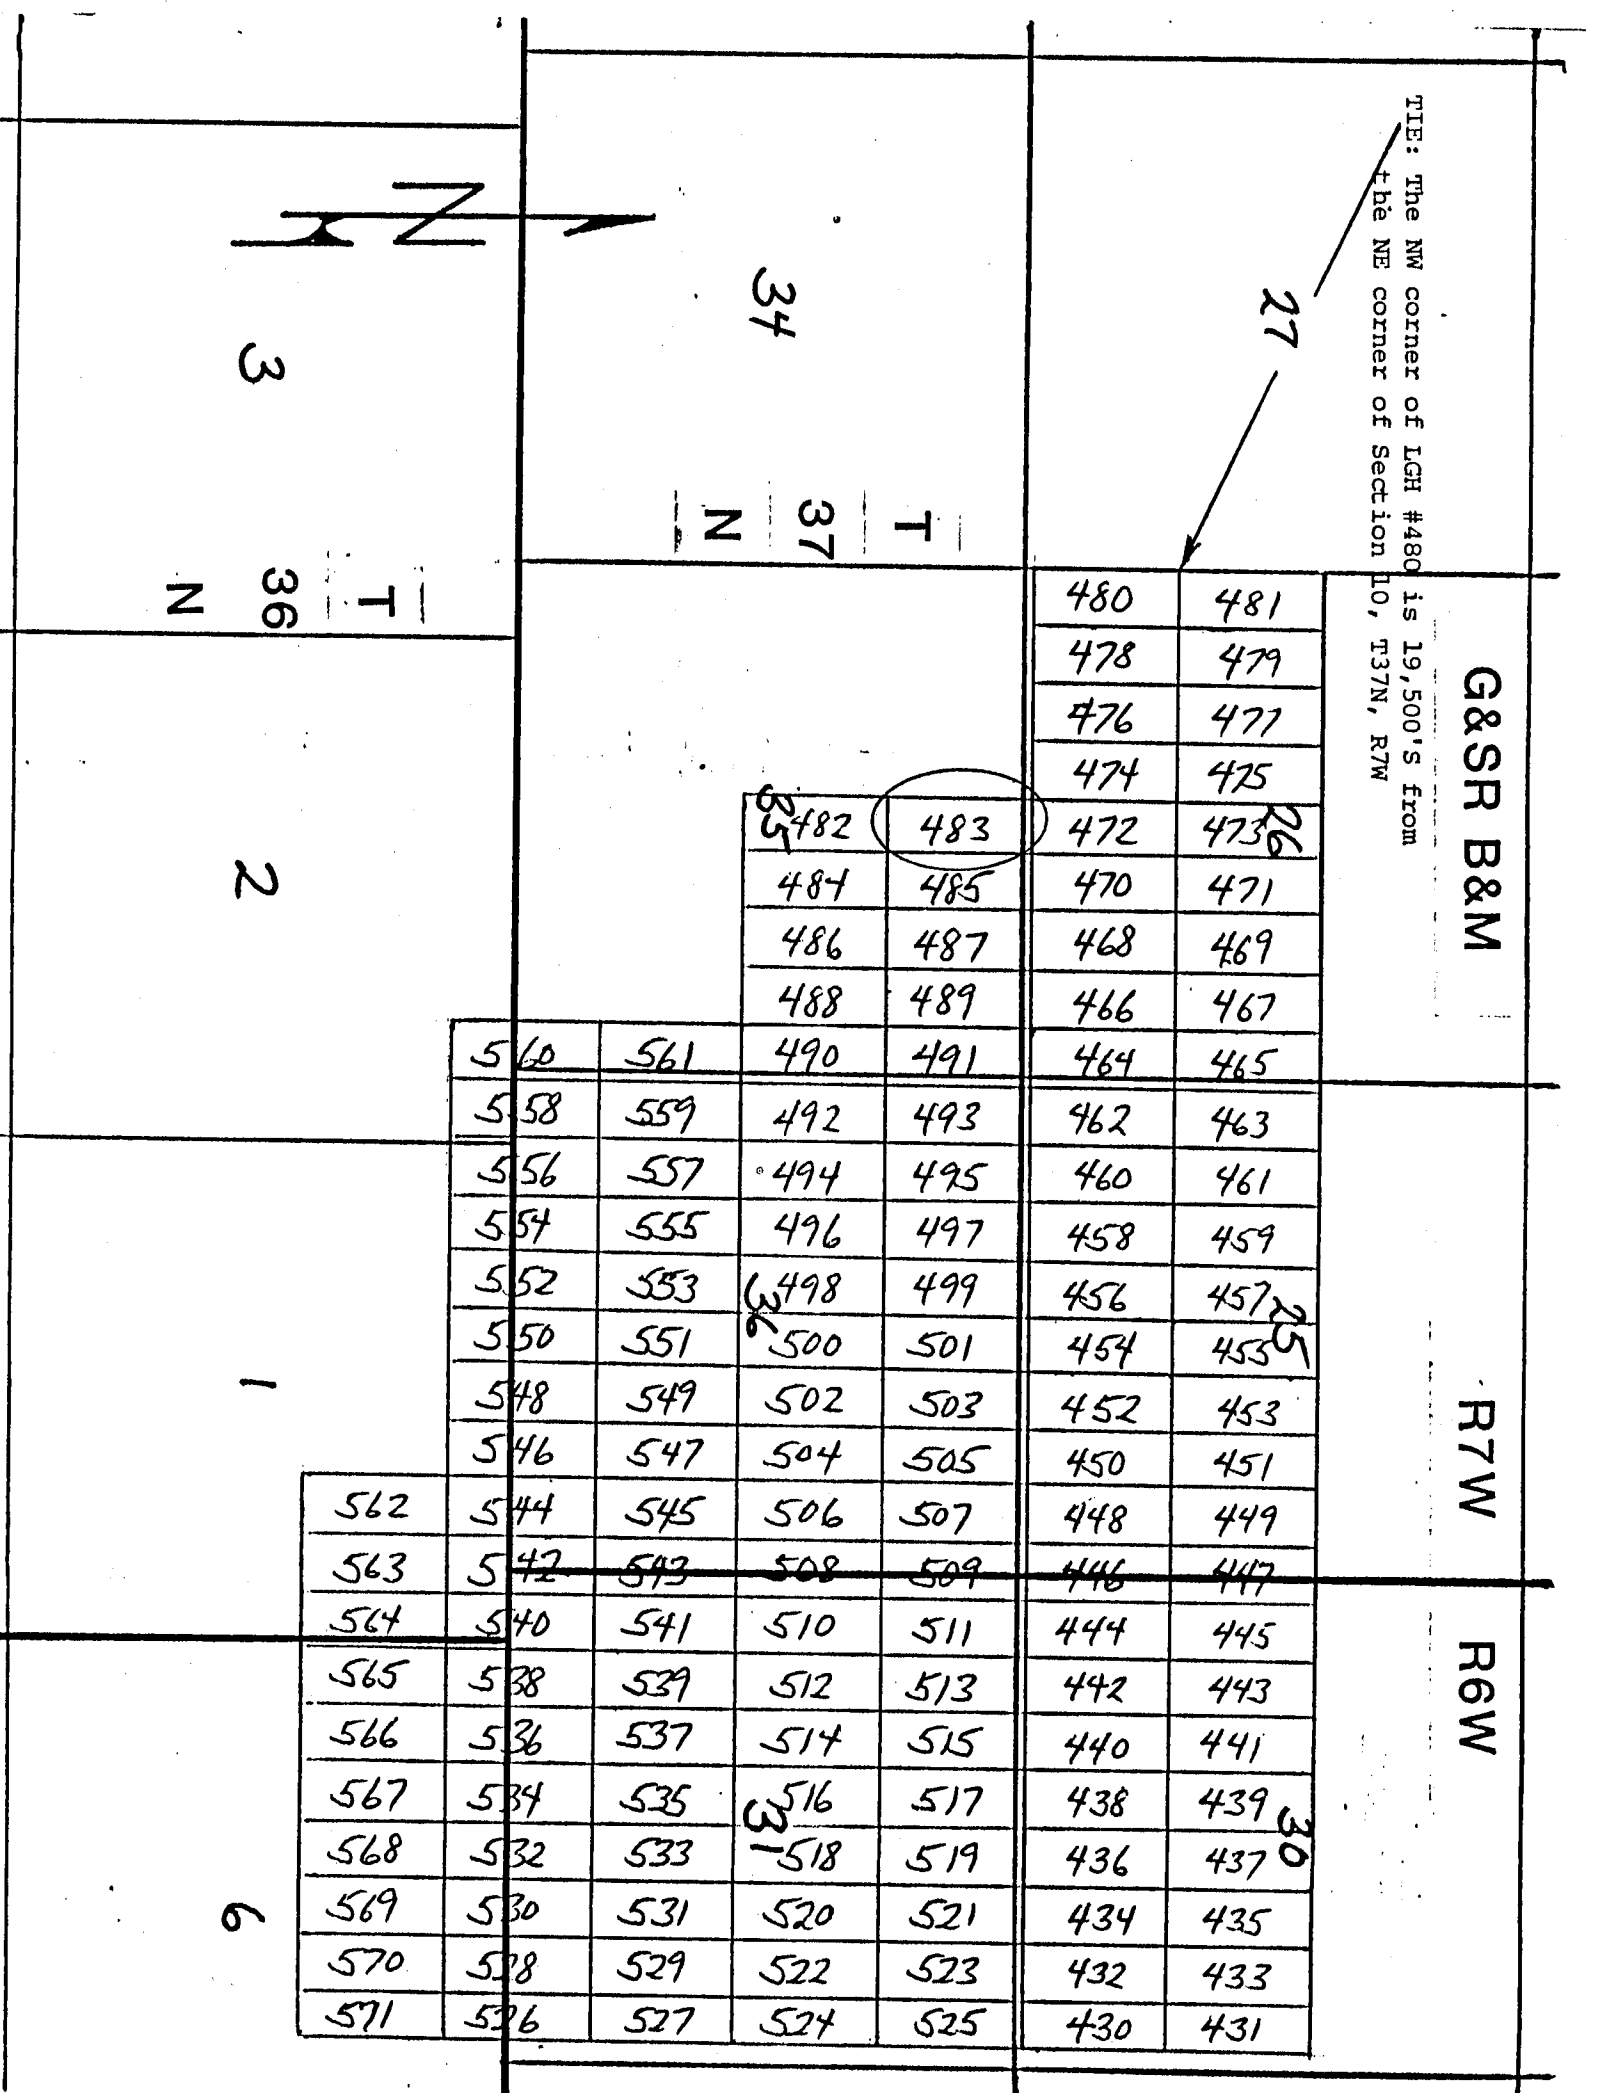 TIE: The NW corner of LGH #480 is 19,500's from
the NE corner of Section 10, T37N, R7W
G&SR B&M
R7W
R6W
27
34
3
T
37
N
T
36
N
N
2
1
6
35
26
36
25
31
30
480 481
478 479
476 477
474 475
482 483 472 473
484 485 470 471
486 487 468 469
488 489 466 467
560 561 490 491 464 465
558 559 492 493 462 463
556 557 494 495 460 461
554 555 496 497 458 459
552 553 498 499 456 457
550 551 500 501 454 455
548 549 502 503 452 453
546 547 504 505 450 451
562 544 545 506 507 448 449
563 542 543 508 509 446 447
564 540 541 510 511 444 445
565 538 539 512 513 442 443
566 536 537 514 515 440 441
567 534 535 516 517 438 439
568 532 533 518 519 436 437
569 530 531 520 521 434 435
570 528 529 522 523 432 433
571 526 527 524 525 430 431